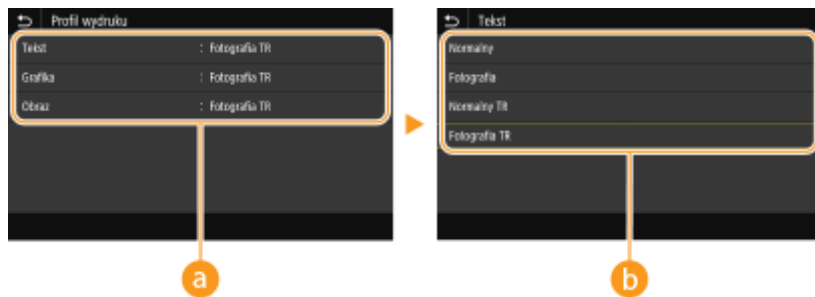 Profil wydruku
Tekst : Fotografia TR
Grafika : Fotografia TR
Obraz : Fotografia TR
a
Tekst
Normalny
Fotografia
Normalny TR
Fotografia TR
b